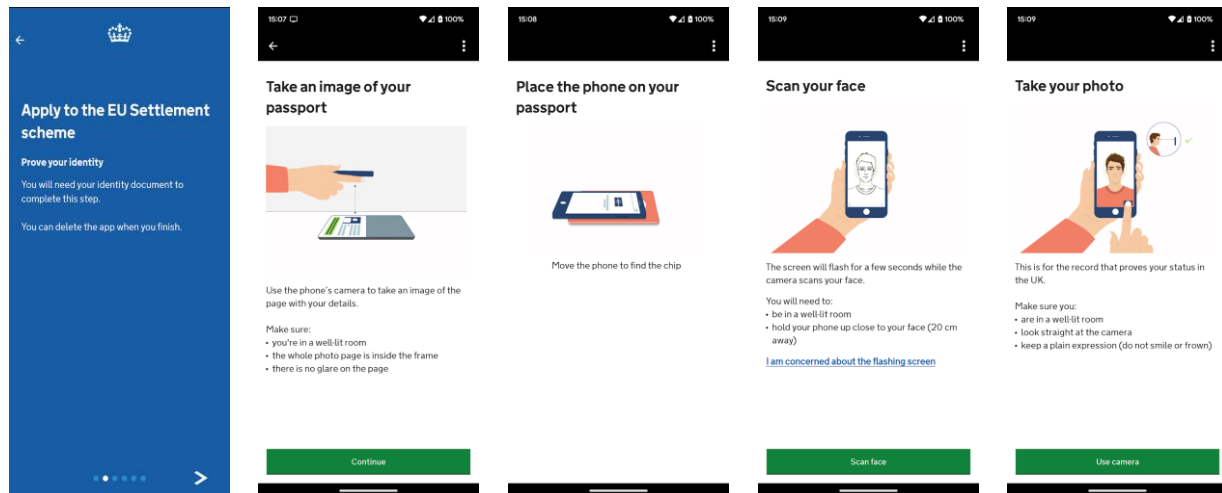 Apply to the EU Settlement
scheme
Prove your identity
You will need your identity document to
complete this step.
You can delete the app when you finish.
15:07
100%
Take an image of your
passport
Use the phone's camera to take an image of the
page with your details.
Make sure:
• you're in a well-lit room
• the whole photo page is inside the frame
• there is no glare on the page
Continue
15:08
100%
Place the phone on your
passport
Move the phone to find the chip
15:09
100%
Scan your face
The screen will flash for a few seconds while the
camera scans your face.
You will need to:
• be in a well-lit room
• hold your phone up close to your face (20 cm
away)
I am concerned about the flashing screen
Scan face
15:09
100%
Take your photo
This is for the record that proves your status in
the UK.
Make sure you:
• are in a well-lit room
• look straight at the camera
• keep a plain expression (do not smile or frown)
Use camera